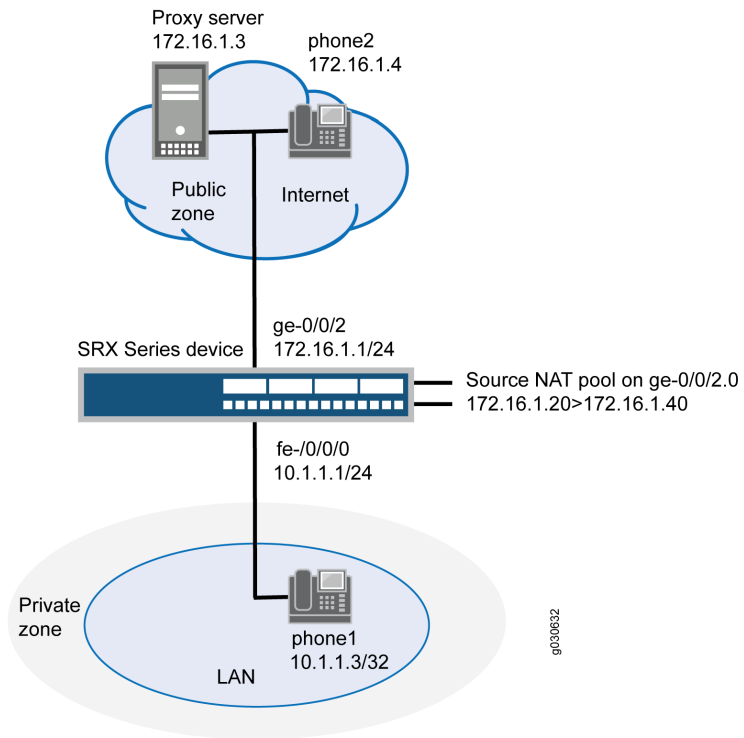 Proxy server
172.16.1.3
phone2
172.16.1.4
Public
zone
Internet
ge-0/0/2
172.16.1.1/24
SRX Series device
Source NAT pool on ge-0/0/2.0
172.16.1.20>172.16.1.40
fe-/0/0/0
10.1.1.1/24
Private
zone
phone1
10.1.1.3/32
LAN
g030632